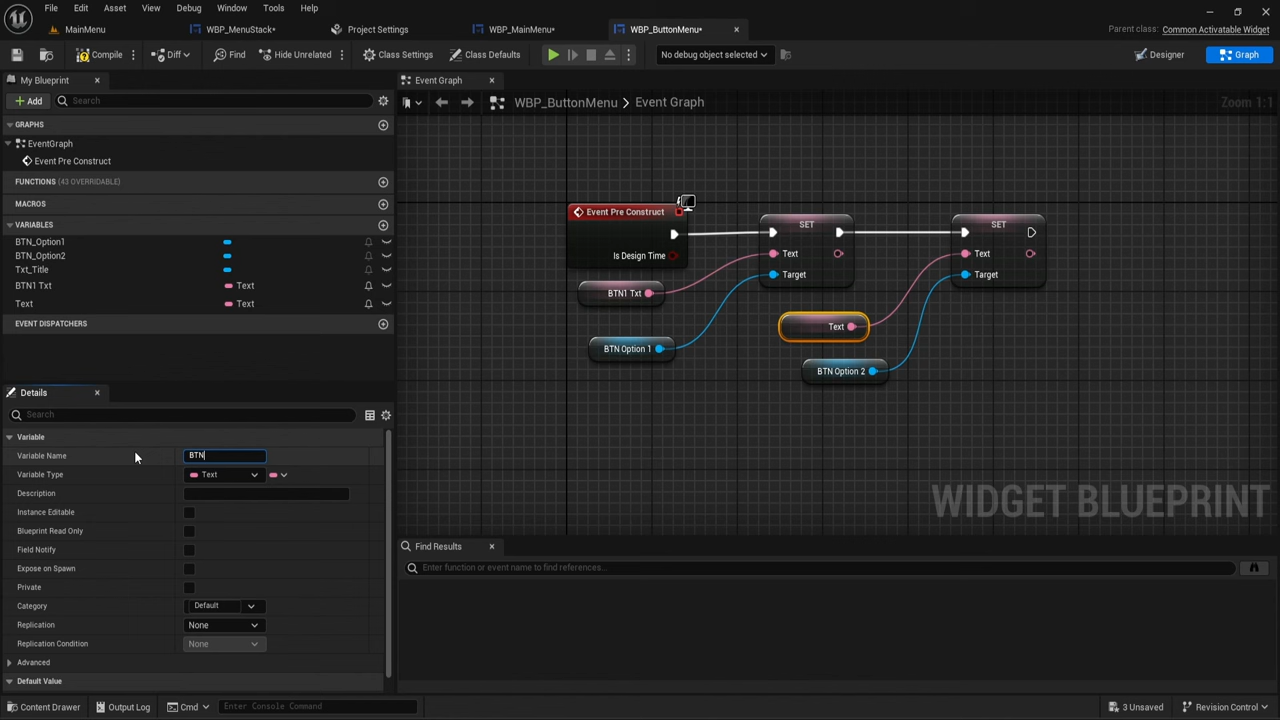 File Edit Asset View Debug Window Tools Help
MainMenu WBP_MenuStack* Project Settings WBP_MainMenu* WBP_ButtonMenu* Parent class: Common Activatable Widget
Compile Diff Find Hide Unrelated Class Settings Class Defaults No debug object selected Designer Graph
My Blueprint Event Graph
Add Search WBP_ButtonMenu > Event Graph Zoom 1:1
GRAPHS
EventGraph
Event Pre Construct
FUNCTIONS (43 OVERRIDABLE)
MACROS
VARIABLES
BTN_Option1
BTN_Option2
Txt_Title
BTN1 Txt Text
Text Text
EVENT DISPATCHERS
Event Pre Construct
Is Design Time
BTN1 Txt
BTN Option 1
SET
Text
Target
Text
BTN Option 2
SET
Text
Target
WIDGET BLUEPRINT
Details
Search
Variable
Variable Name BTN
Variable Type Text
Description
Instance Editable
Blueprint Read Only
Field Notify
Expose on Spawn
Private
Category Default
Replication None
Replication Condition None
Advanced
Default Value
Find Results
Enter function or event name to find references...
Content Drawer Output Log Cmd Enter Console Command 3 Unsaved Revision Control